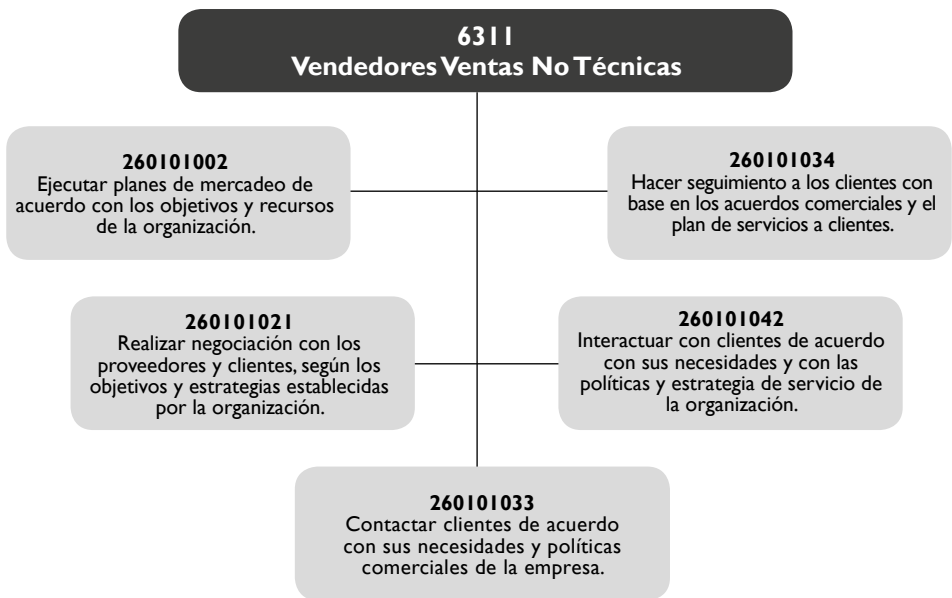 6311
Vendedores Ventas No Técnicas
260101002
Ejecutar planes de mercadeo de
acuerdo con los objetivos y recursos
de la organización.
260101034
Hacer seguimiento a los clientes con
base en los acuerdos comerciales y el
plan de servicios a clientes.
260101021
Realizar negociación con los
proveedores y clientes, según los
objetivos y estrategias establecidas
por la organización.
260101042
Interactuar con clientes de acuerdo
con sus necesidades y con las
políticas y estrategia de servicio de
la organización.
260101033
Contactar clientes de acuerdo
con sus necesidades y políticas
comerciales de la empresa.